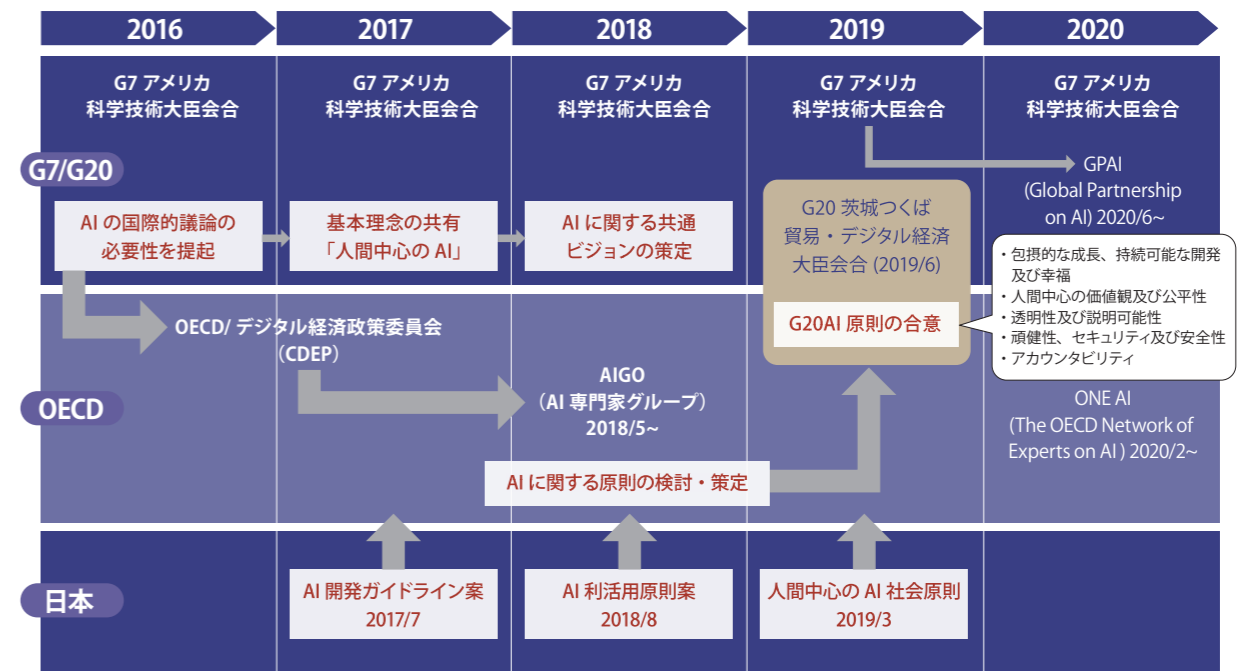 2016
2017
2018
2019
2020
G7 アメリカ
科学技術大臣会合
G7 アメリカ
科学技術大臣会合
G7 アメリカ
科学技術大臣会合
G7 アメリカ
科学技術大臣会合
G7 アメリカ
科学技術大臣会合
G7/G20
AI の国際的議論の
必要性を提起
基本理念の共有
「人間中心の AI」
AI に関する共通
ビジョンの策定
G20 茨城つくば
貿易・デジタル経済
大臣会合 (2019/6)
G20AI 原則の合意
GPAI
(Global Partnership
on AI) 2020/6~
・包摂的な成長、持続可能な開発
及び幸福
・人間中心の価値観及び公平性
・透明性及び説明可能性
・頑健性、セキュリティ及び安全性
・アカウンタビリティ
OECD
OECD/ デジタル経済政策委員会
（CDEP）
AIGO
（AI 専門家グループ）
2018/5~
AI に関する原則の検討・策定
ONE AI
(The OECD Network of
Experts on AI ) 2020/2~
日本
AI 開発ガイドライン案
2017/7
AI 利活用原則案
2018/8
人間中心の AI 社会原則
2019/3